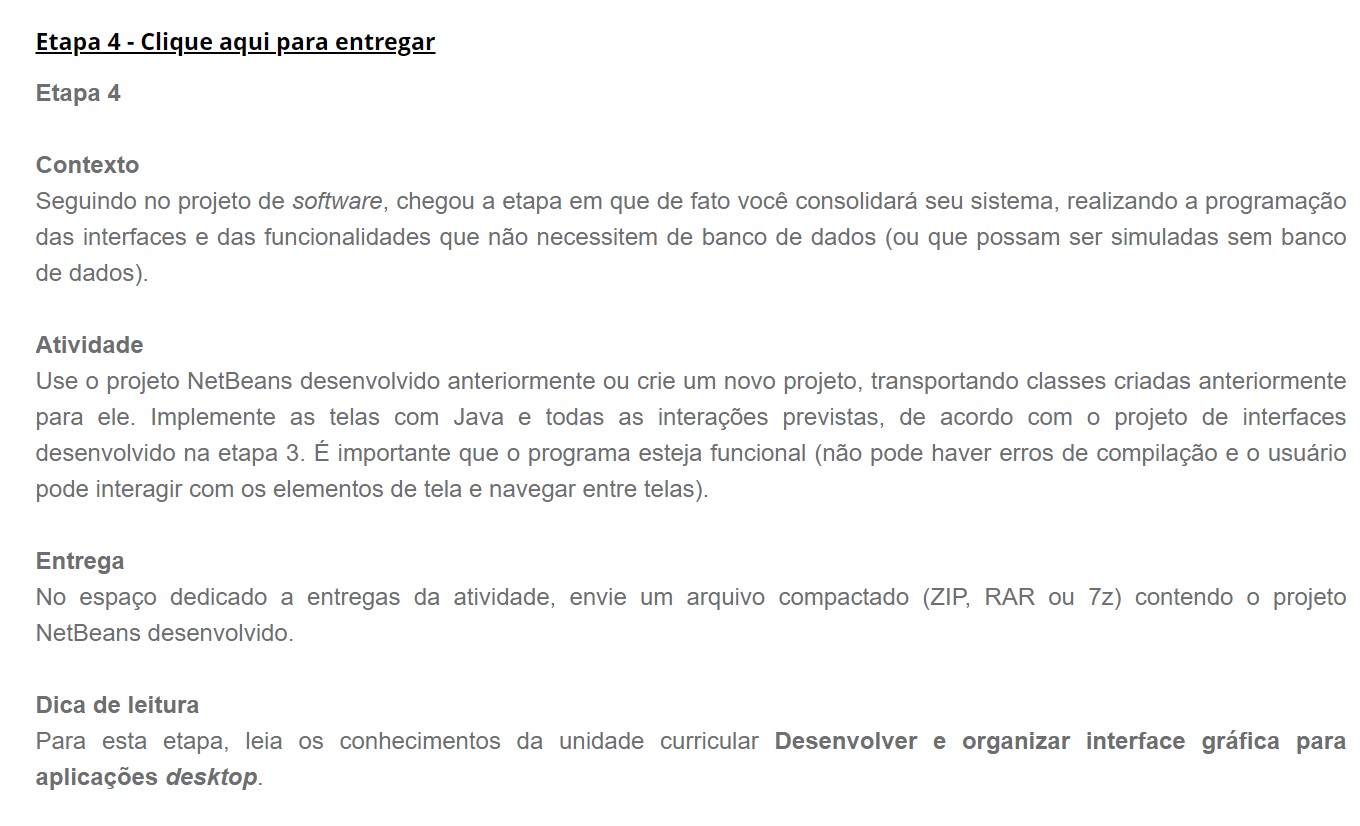 Etapa 4 - Clique aqui para entregar
Etapa 4
Contexto
Seguindo no projeto de software, chegou a etapa em que de fato você consolidará seu sistema, realizando a programação
das interfaces e das funcionalidades que não necessitem de banco de dados (ou que possam ser simuladas sem banco
de dados).
Atividade
Use o projeto NetBeans desenvolvido anteriormente ou crie um novo projeto, transportando classes criadas anteriormente
para ele. Implemente as telas com Java e todas as interações previstas, de acordo com o projeto de interfaces
desenvolvido na etapa 3. É importante que o programa esteja funcional (não pode haver erros de compilação e o usuário
pode interagir com os elementos de tela e navegar entre telas).
Entrega
No espaço dedicado a entregas da atividade, envie um arquivo compactado (ZIP, RAR ou 7z) contendo o projeto
NetBeans desenvolvido.
Dica de leitura
Para esta etapa, leia os conhecimentos da unidade curricular Desenvolver e organizar interface gráfica para
aplicações desktop.